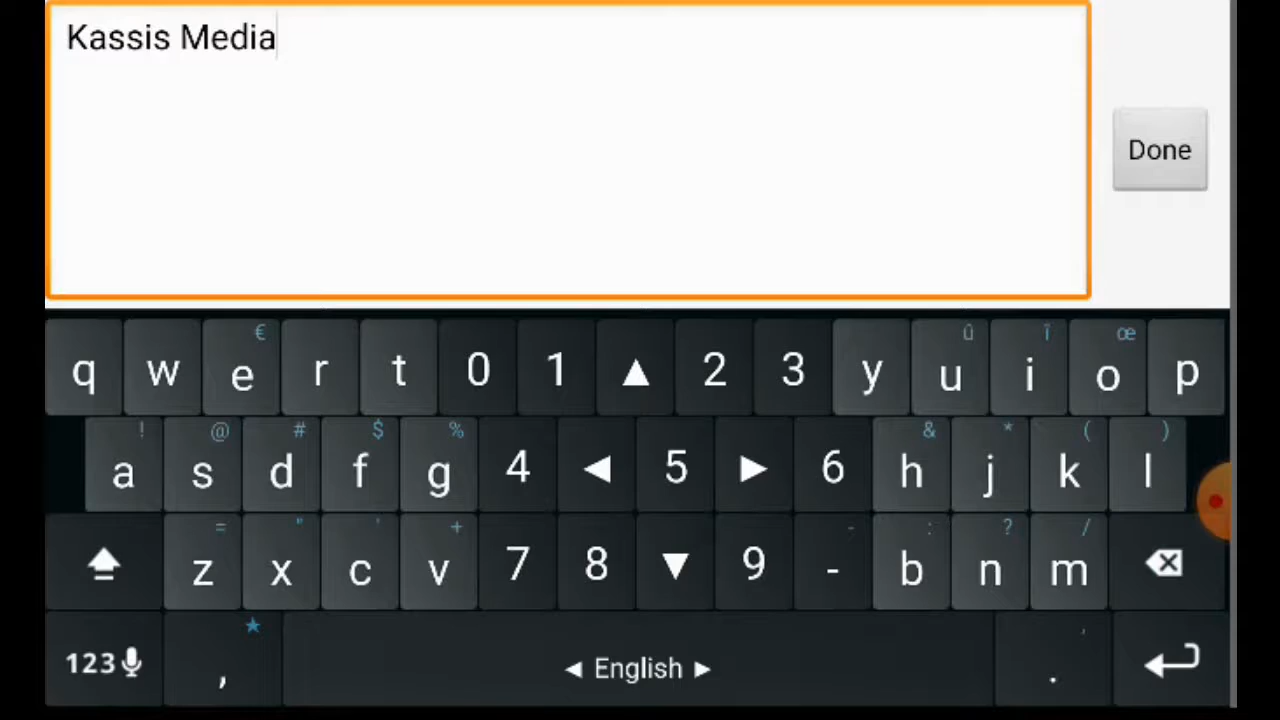 Kassis Media
Done
€ û î œ
q w e r t 0 1 ▲ 2 3 y u i o p
! @ # $ % & * ( )
a s d f g 4 ◄ 5 ► 6 h j k l
= " ' + - : ? /
z x c v 7 8 ▼ 9 - b n m
★ '
123 , ◄ English ► .